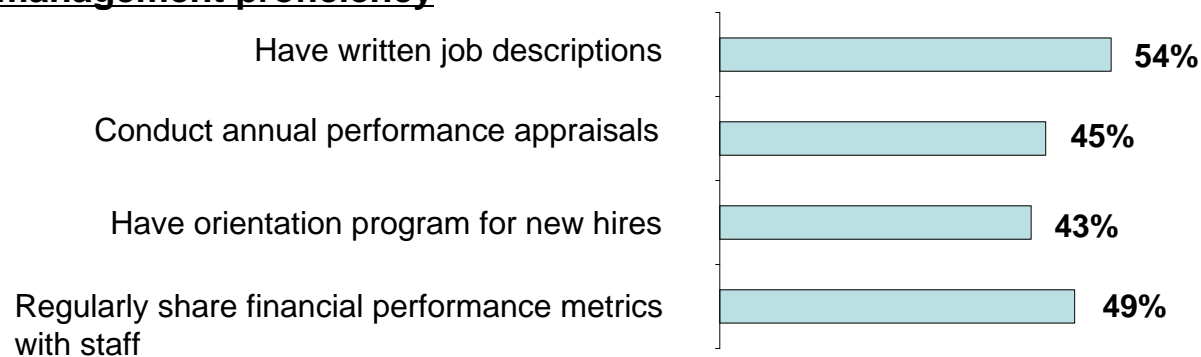 management proficiency
Have written job descriptions
54%
Conduct annual performance appraisals
45%
Have orientation program for new hires
43%
Regularly share financial performance metrics
with staff
49%